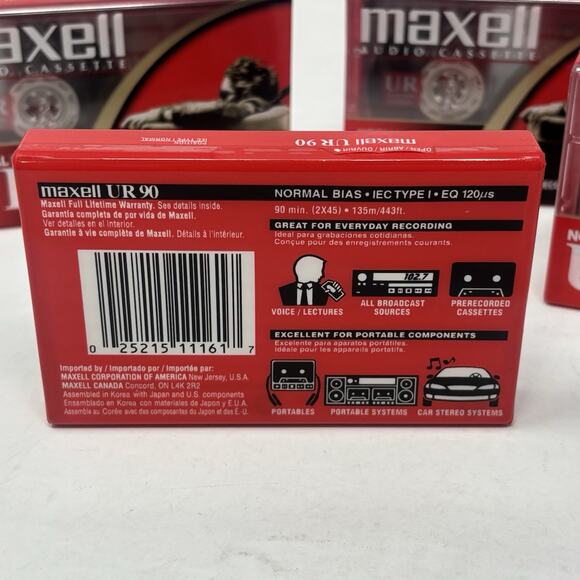 maxell
AUDIO CASSETTE
UR
maxell
AUDIO CASSETTE
UR
maxell UR 90
maxell UR 90
Maxell Full Lifetime Warranty. See details inside.
Garantía completa de por vida de Maxell.
Ver detalles en el interior.
Garantie à vie complète de Maxell. Détails à l'intérieur.
0 25215 11161 7
Imported by / Importado por / Importée par:
MAXELL CORPORATION OF AMERICA New Jersey, U.S.A.
MAXELL CANADA Concord, ON L4K 2R2
Assembled in Korea with Japan and U.S. components
Ensamblado en Korea con materiales de Japon y E.U.A.
Assemble au Corée avec des composantes du Japon et des É.-U.
NORMAL BIAS • IEC TYPE I • EQ 120µs
90 min. (2X45) • 135m/443ft.
GREAT FOR EVERYDAY RECORDING
Ideal para grabaciones cotidianas.
Conçue pour des enregistrements courants.
102.7
VOICE / LECTURES
ALL BROADCAST
SOURCES
PRERECORDED
CASSETTES
EXCELLENT FOR PORTABLE COMPONENTS
Excelente para aparatos portátiles.
Idéale pour les appareils portatifs.
PORTABLES
PORTABLE SYSTEMS
CAR STEREO SYSTEMS